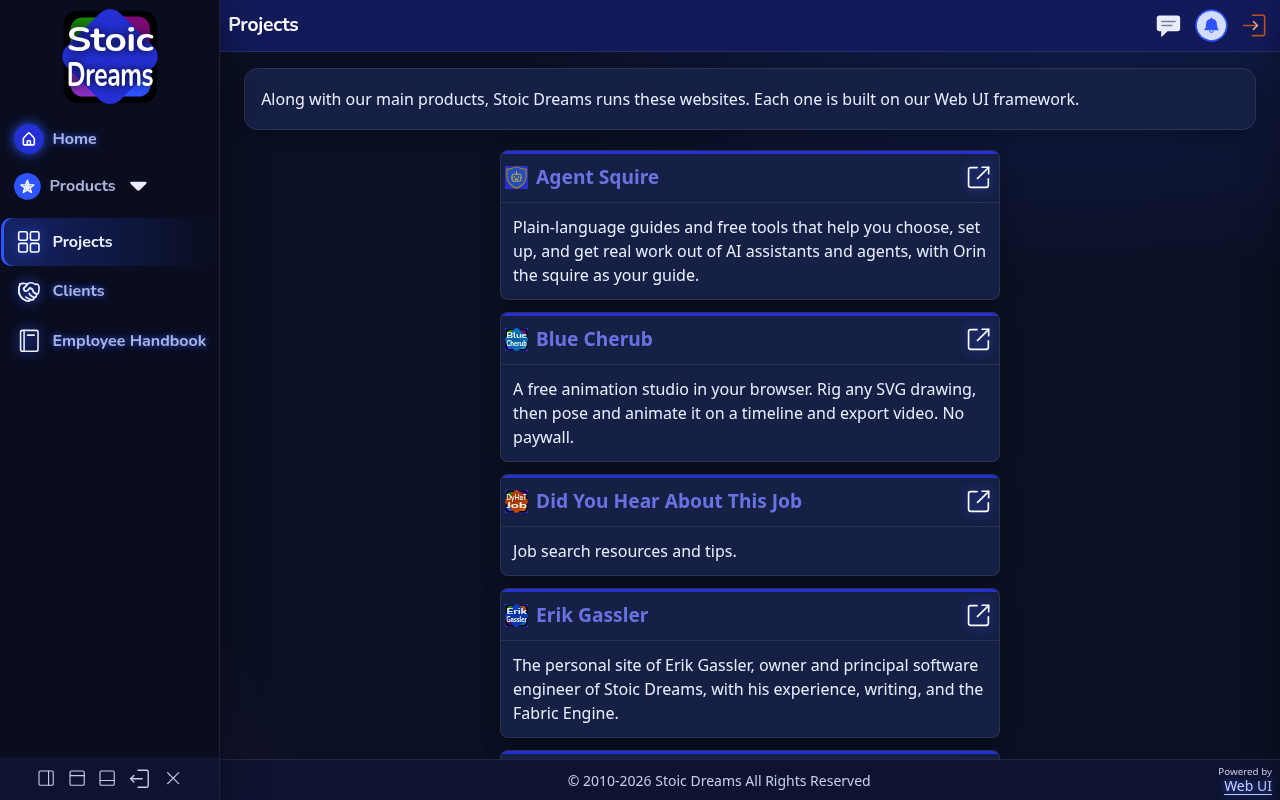 Stoic
Dreams
Home
Products
Projects
Clients
Employee Handbook
Projects
Along with our main products, Stoic Dreams runs these websites. Each one is built on our Web UI framework.
Agent Squire
Plain-language guides and free tools that help you choose, set
up, and get real work out of AI assistants and agents, with Orin
the squire as your guide.
Blue
Cherub
Blue Cherub
A free animation studio in your browser. Rig any SVG drawing,
then pose and animate it on a timeline and export video. No
paywall.
DyHaT
Job
Did You Hear About This Job
Job search resources and tips.
Erik
Gassler
Erik Gassler
The personal site of Erik Gassler, owner and principal software
engineer of Stoic Dreams, with his experience, writing, and the
Fabric Engine.
© 2010-2026 Stoic Dreams All Rights Reserved
Powered by
Web UI